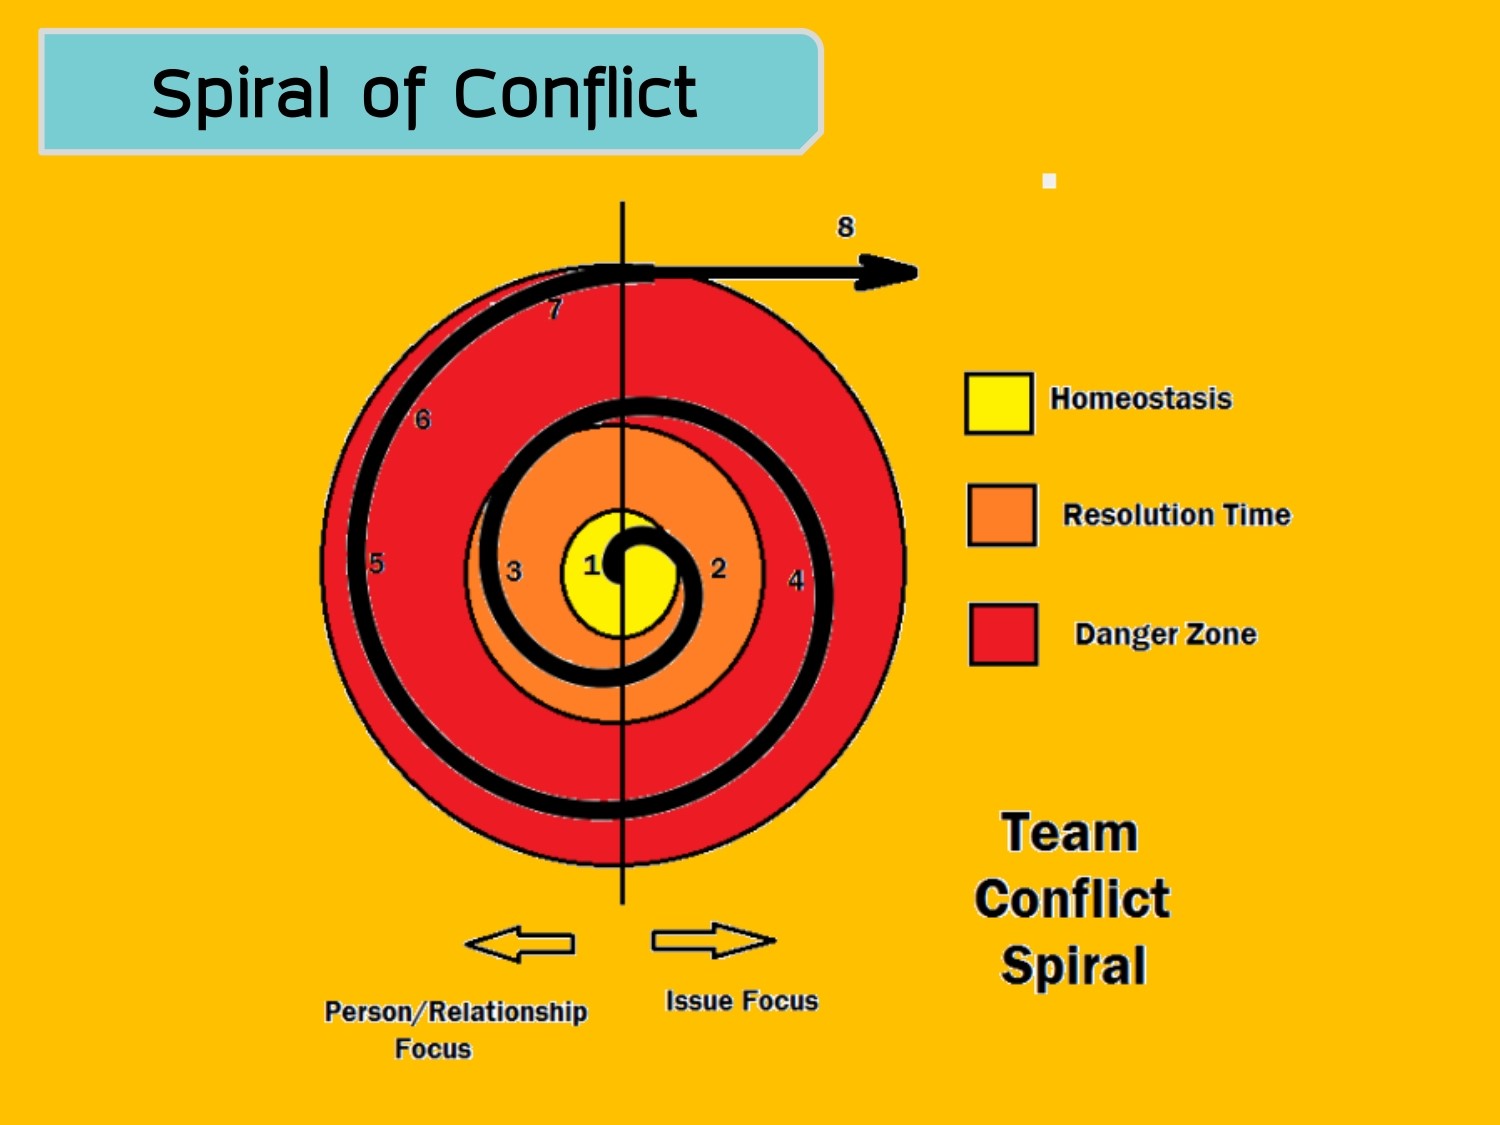 Spiral of Conflict
8
7
6
5
3
1
2
4
Homeostasis
Resolution Time
Danger Zone
Team
Conflict
Spiral
Person/Relationship
Focus
Issue Focus